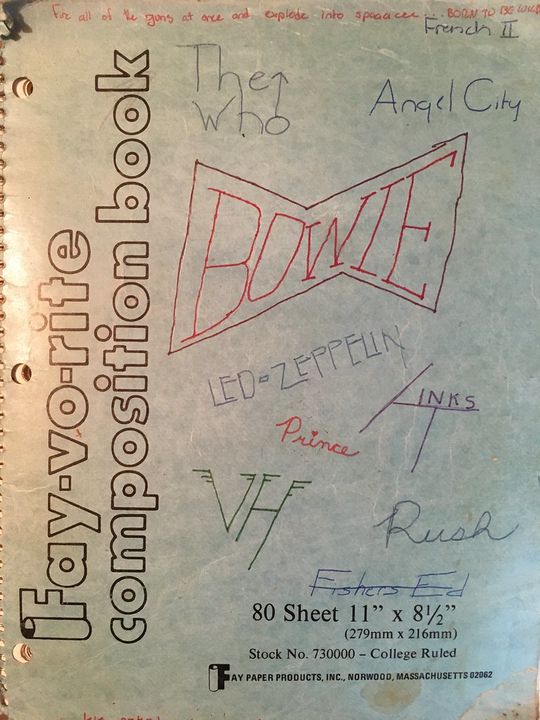 Fire all of the guns at once and explode into spaaacee... BORN TO BE WILD
French II
The
Who
Angel City
BOWIE
LED-ZEPPELIN
KINKS
Prince
VH
Rush
Fishers Ed
Fay-vo-rite
composition book
80 Sheet 11" x 8½"
(279mm x 216mm)
Stock No. 730000 – College Ruled
FAY PAPER PRODUCTS, INC., NORWOOD, MASSACHUSETTS 02062